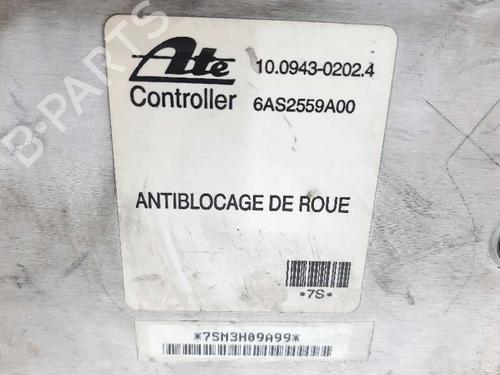 Ate 10.0943-0202.4
Controller 6AS2559A00
ANTIBLOCAGE DE ROUE
*7S*
*7SM3H09A99*
B-PARTS